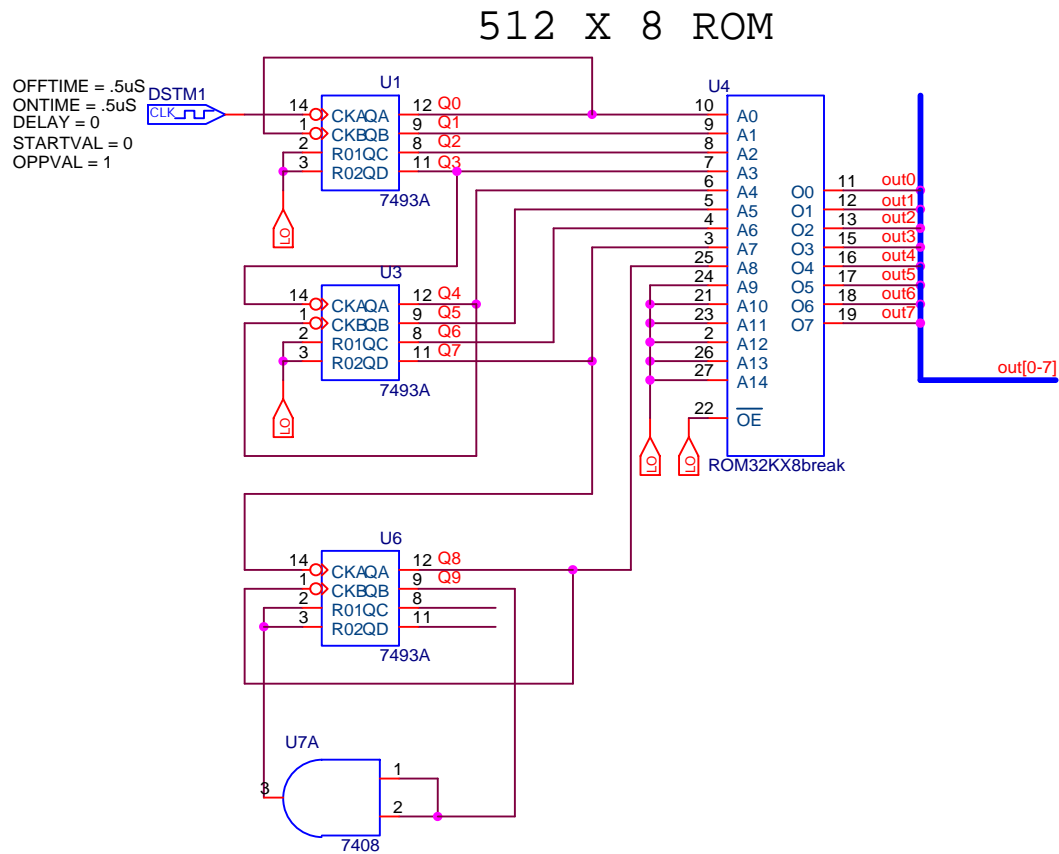 512 X 8 ROM
OFFTIME = .5uS
ONTIME = .5uS
DELAY = 0
STARTVAL = 0
OPPVAL = 1
DSTM1
CLK
U1
14 CKA QA 12 Q0
1 CKB QB 9 Q1
2 R01 QC 8 Q2
3 R02 QD 11 Q3
7493A
LO
U3
14 CKA QA 12 Q4
1 CKB QB 9 Q5
2 R01 QC 8 Q6
3 R02 QD 11 Q7
7493A
LO
U4
10 A0
9 A1
8 A2
7 A3
6 A4
5 A5
4 A6
3 A7
25 A8
24 A9
21 A10
23 A11
2 A12
26 A13
27 A14
22 OE
O0 11 out0
O1 12 out1
O2 13 out2
O3 15 out3
O4 16 out4
O5 17 out5
O6 18 out6
O7 19 out7
ROM32KX8break
LO
LO
out[0-7]
U6
14 CKA QA 12 Q8
1 CKB QB 9 Q9
2 R01 QC 8
3 R02 QD 11
7493A
U7A
1
2
3
7408